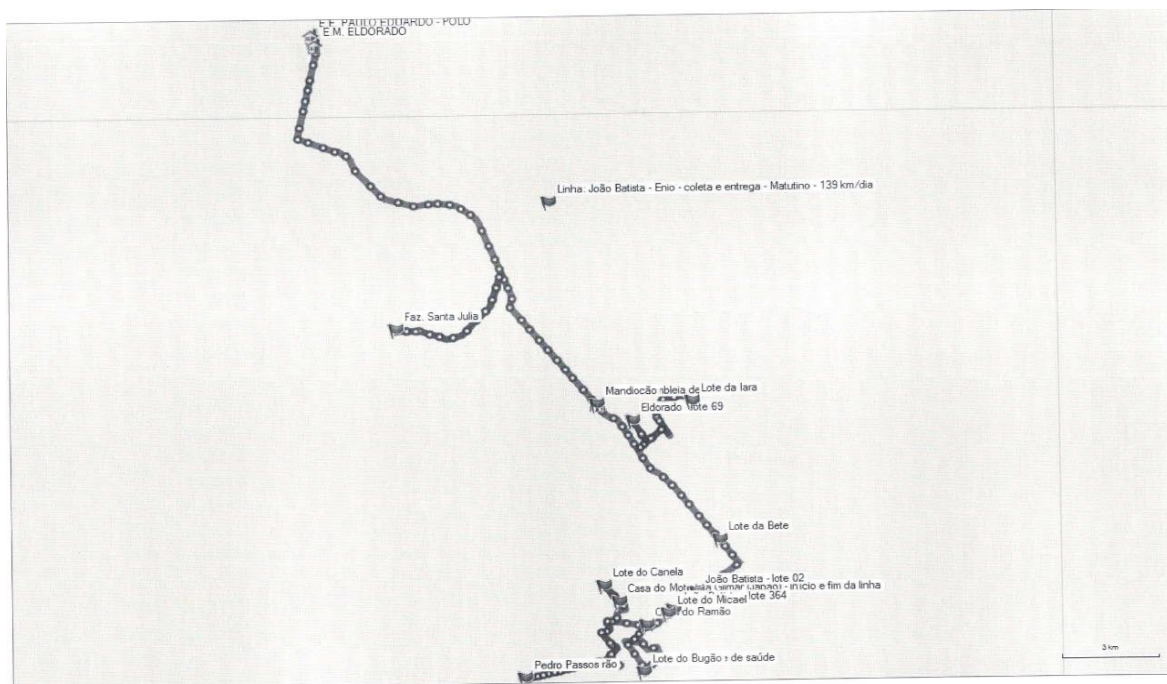 E.E. PAULO EDUARDO - POLO
E.M. ELDORADO
Linha: João Batista - Enio - coleta e entrega - Matutino - 139 km/dia
Faz. Santa Julia
Mandiocão
Lote da Iara
Eldorado
lote 69
Lote da Bete
Lote do Canela
João Batista - lote 02
Casa do
início e fim da linha
Lote do Micael
lote 364
do Ramão
Lote do Bugão
de saúde
Pedro Passos
3 km